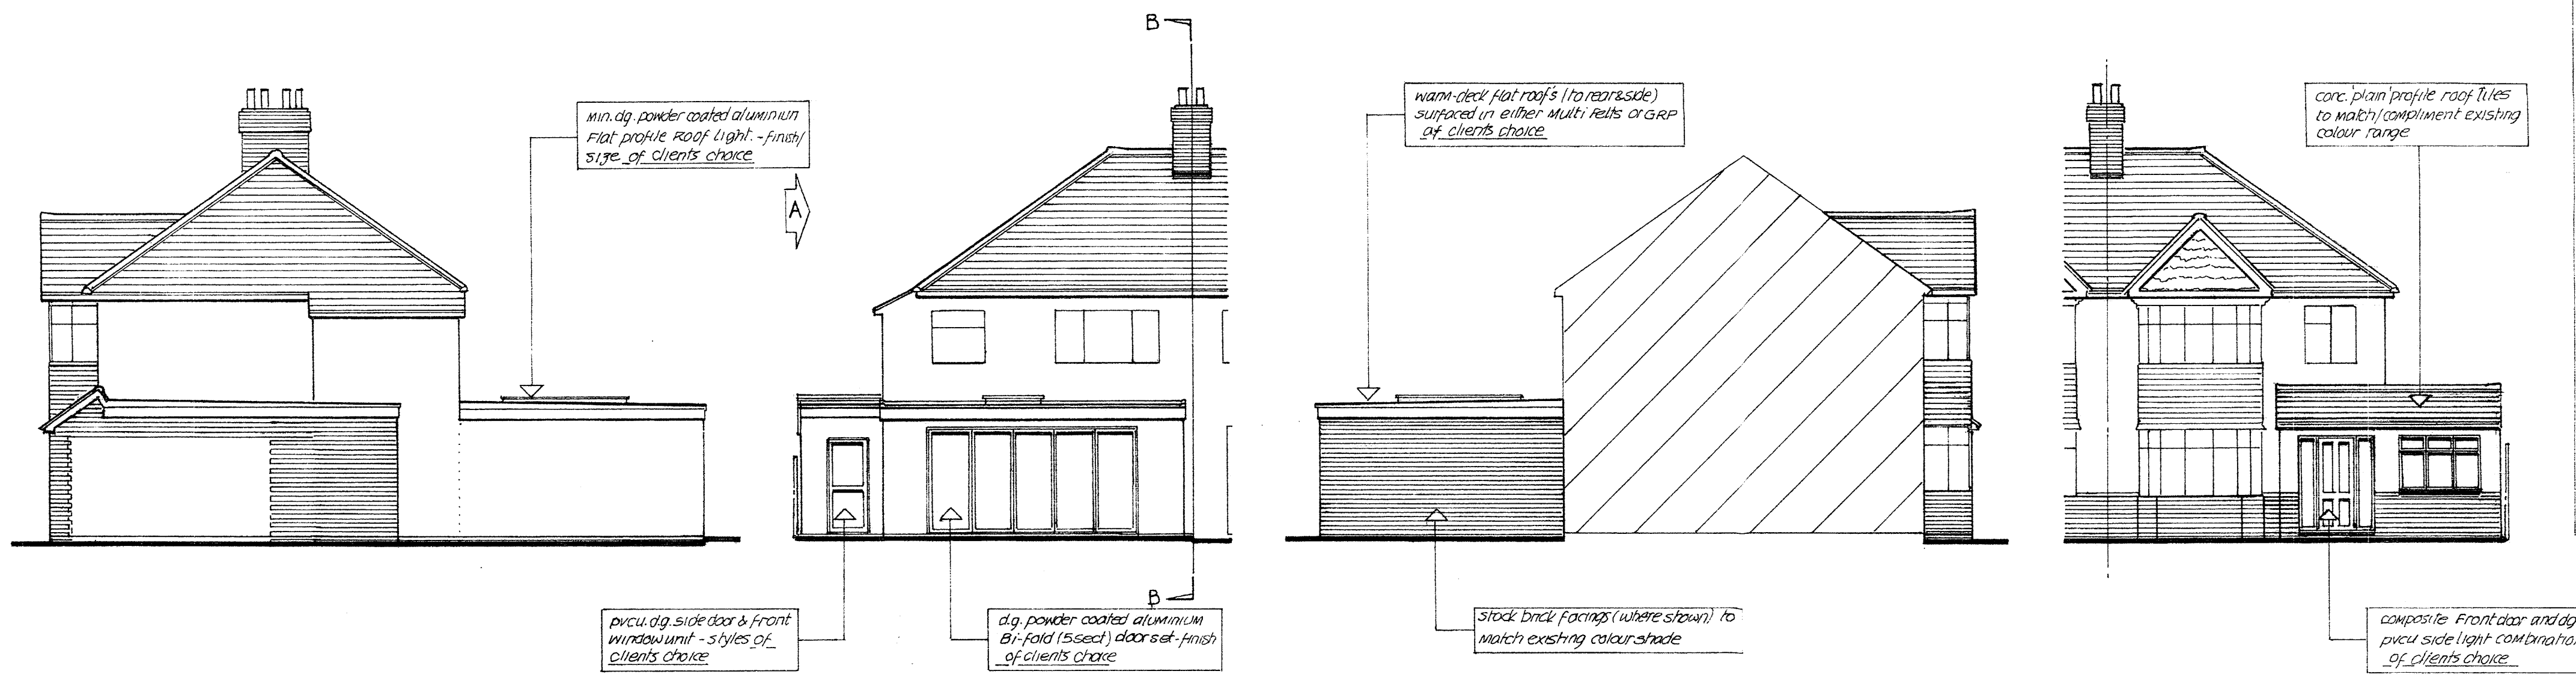 B
min. dg. powder coated aluminiun
Flat profile Roof Light. - finish/
size of clients choice
A
warm-deck flat roof's (to rear & side)
surfaced in either Multi Felts or GRP
of clients choice
conc. 'plain' profile roof tiles
to match/compliment existing
colour range
B
pvcu. d.g. side door & front
window unit - styles of
clients choice
d.g. powder coated aluminium
Bi-fold (5 sect) door set - finish
of clients choice
stock brick facings (where shown) to
match existing colour shade
composite Front door and dg
pvcu side light combination
of clients choice